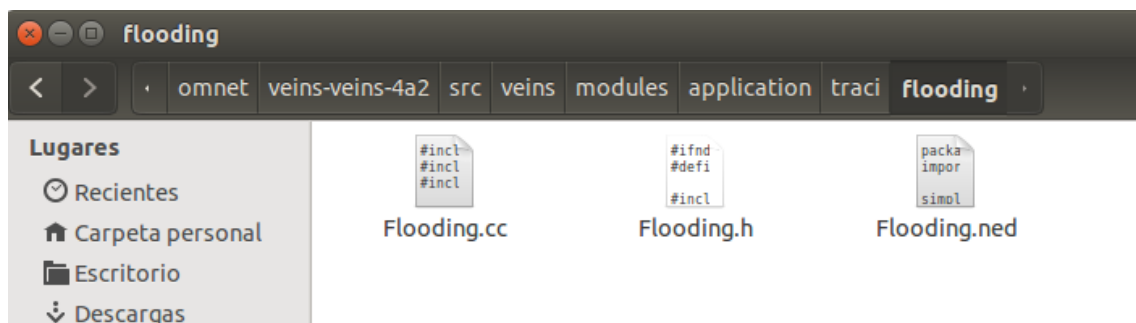 flooding
omnet veins-veins-4a2 src veins modules application traci flooding
Lugares
Recientes
Carpeta personal
Escritorio
Descargas
#incl
#incl
#incl
Flooding.cc
#ifnd
#defi
#incl
Flooding.h
packa
impor
simpl
Flooding.ned